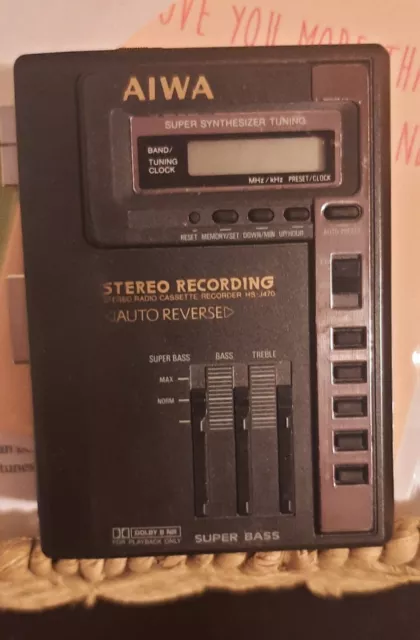 VE YOU MORE THA
N
AIWA
SUPER SYNTHESIZER TUNING
BAND/
TUNING
CLOCK
MHz/kHz PRESET/CLOCK
RESET MEMORY/SET DOWN/MIN UP/HOUR
AUTO PRESET
STEREO RECORDING
STEREO RADIO CASSETTE RECORDER HS-J470
AUTO REVERSE
SUPER BASS BASS TREBLE
MAX
NORM
DOLBY B NR
FOR PLAYBACK ONLY
SUPER BASS
tunes